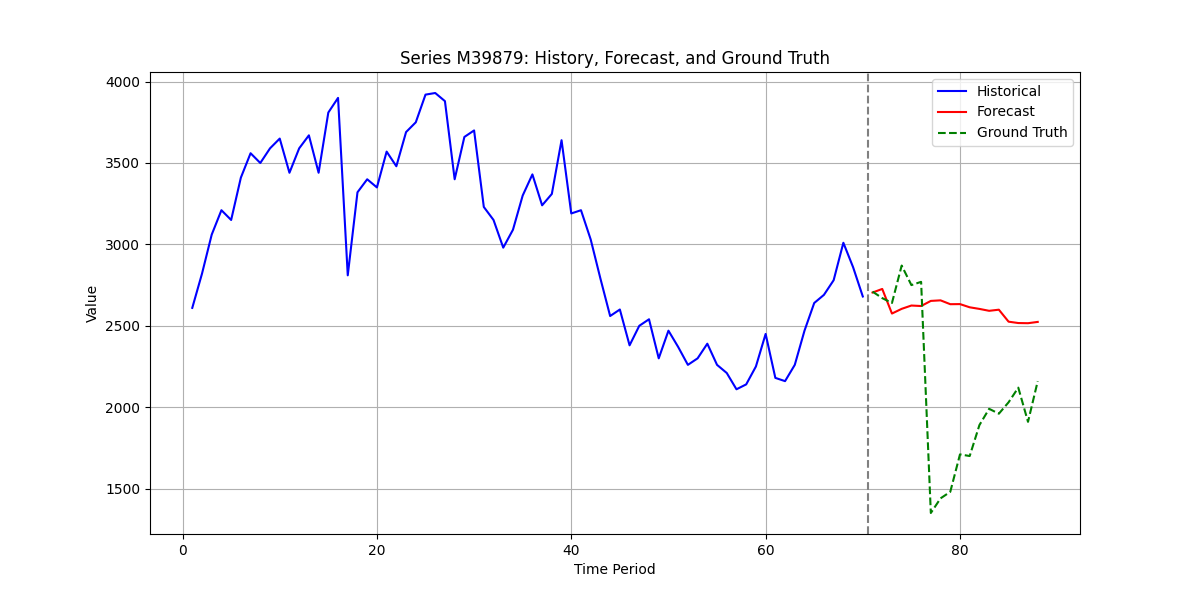 Series M39879: History, Forecast, and Ground Truth
Historical
Forecast
Ground Truth
4000
3500
3000
2500
2000
1500
Value
0
20
40
60
80
Time Period